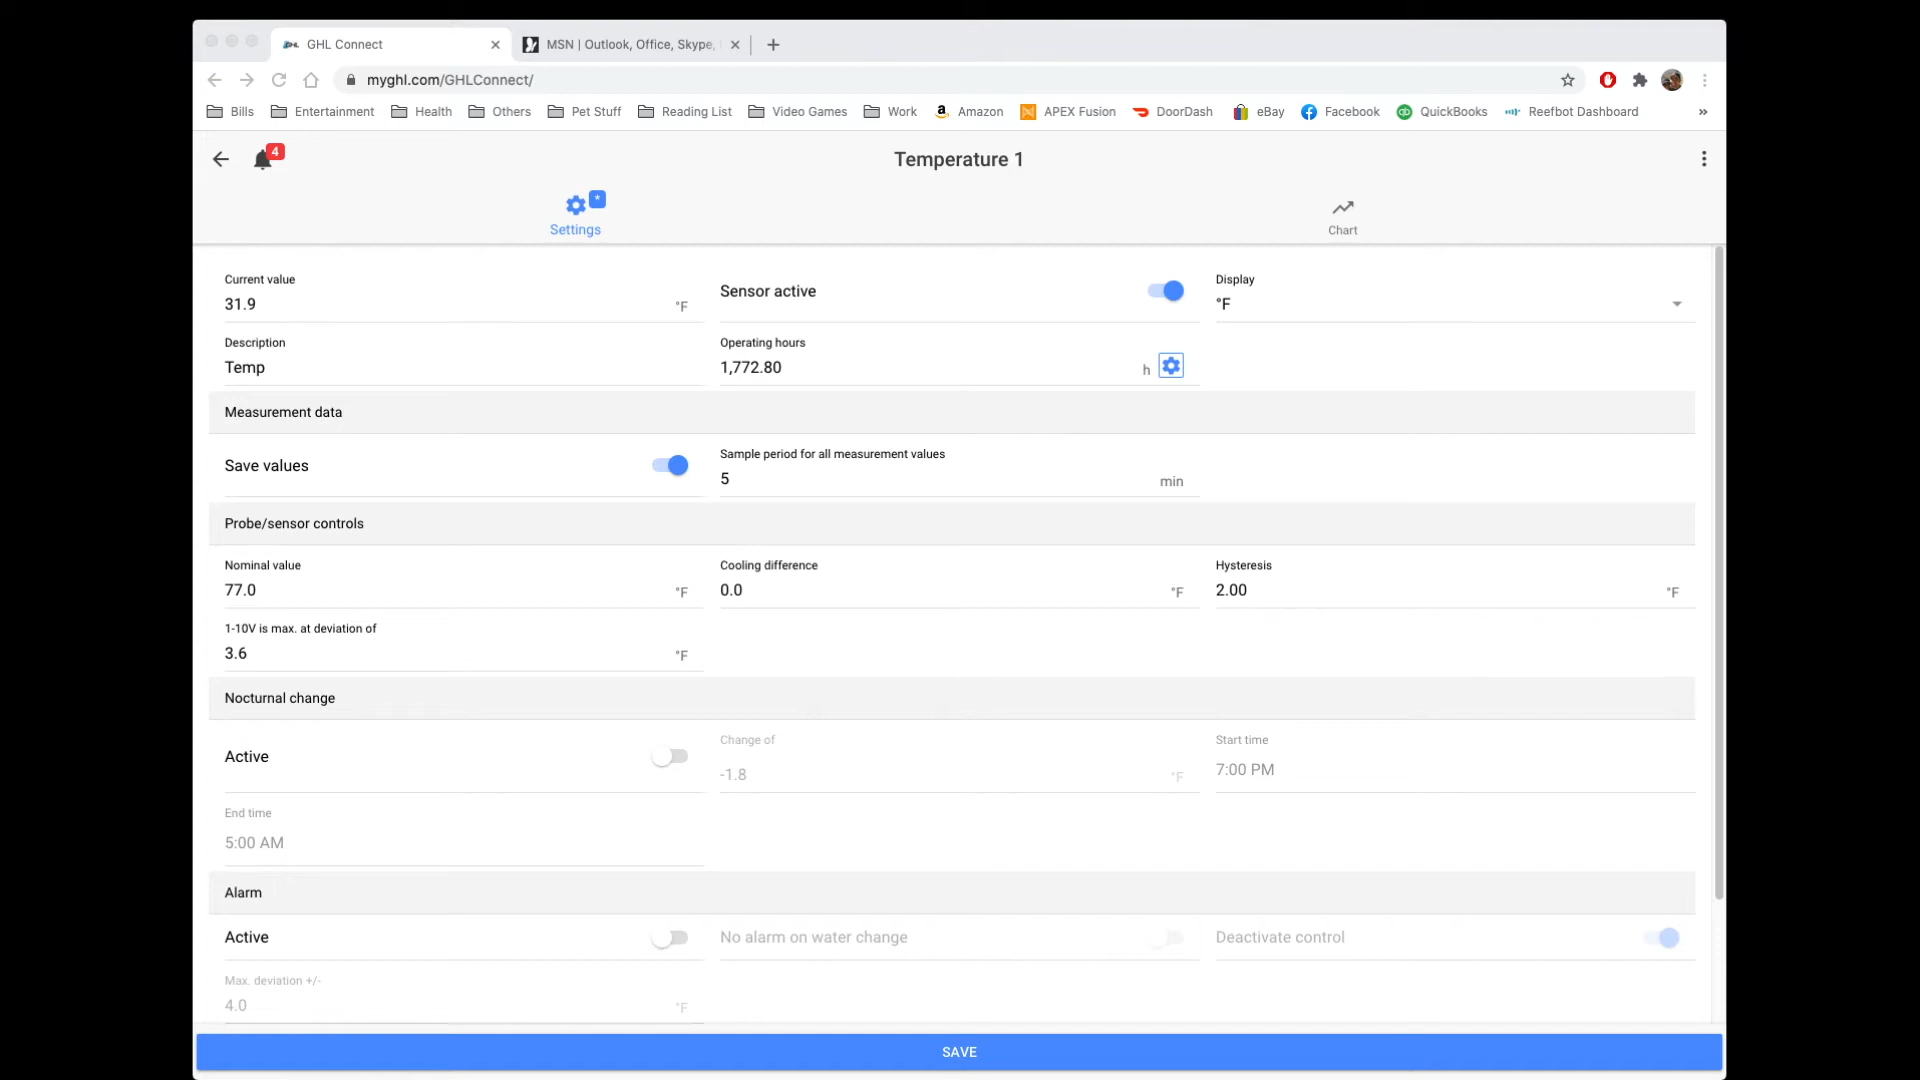 GHL Connect
MSN | Outlook, Office, Skype,
myghl.com/GHLConnect/
Bills Entertainment Health Others Pet Stuff Reading List Video Games Work Amazon APEX Fusion DoorDash eBay Facebook QuickBooks Reefbot Dashboard »
4
Temperature 1
*
Settings
Chart
Current value
31.9 °F
Sensor active
Display
°F
Description
Temp
Operating hours
1,772.80 h
Measurement data
Save values
Sample period for all measurement values
5 min
Probe/sensor controls
Nominal value
77.0 °F
Cooling difference
0.0 °F
Hysteresis
2.00 °F
1-10V is max. at deviation of
3.6 °F
Nocturnal change
Active
Change of
-1.8 °F
Start time
7:00 PM
End time
5:00 AM
Alarm
Active
No alarm on water change
Deactivate control
Max. deviation +/-
4.0 °F
SAVE